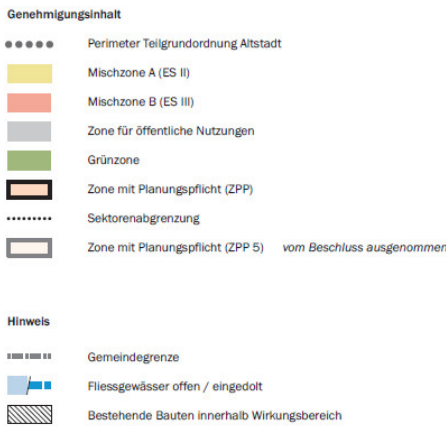 Genehmigungsinhalt
Perimeter Teilgrundordnung Altstadt
Mischzone A (ES II)
Mischzone B (ES III)
Zone für öffentliche Nutzungen
Grünzone
Zone mit Planungspflicht (ZPP)
Sektorenabgrenzung
Zone mit Planungspflicht (ZPP 5) vom Beschluss ausgenommen
Hinweis
Gemeindegrenze
Fliessgewässer offen / eingedolt
Bestehende Bauten innerhalb Wirkungsbereich